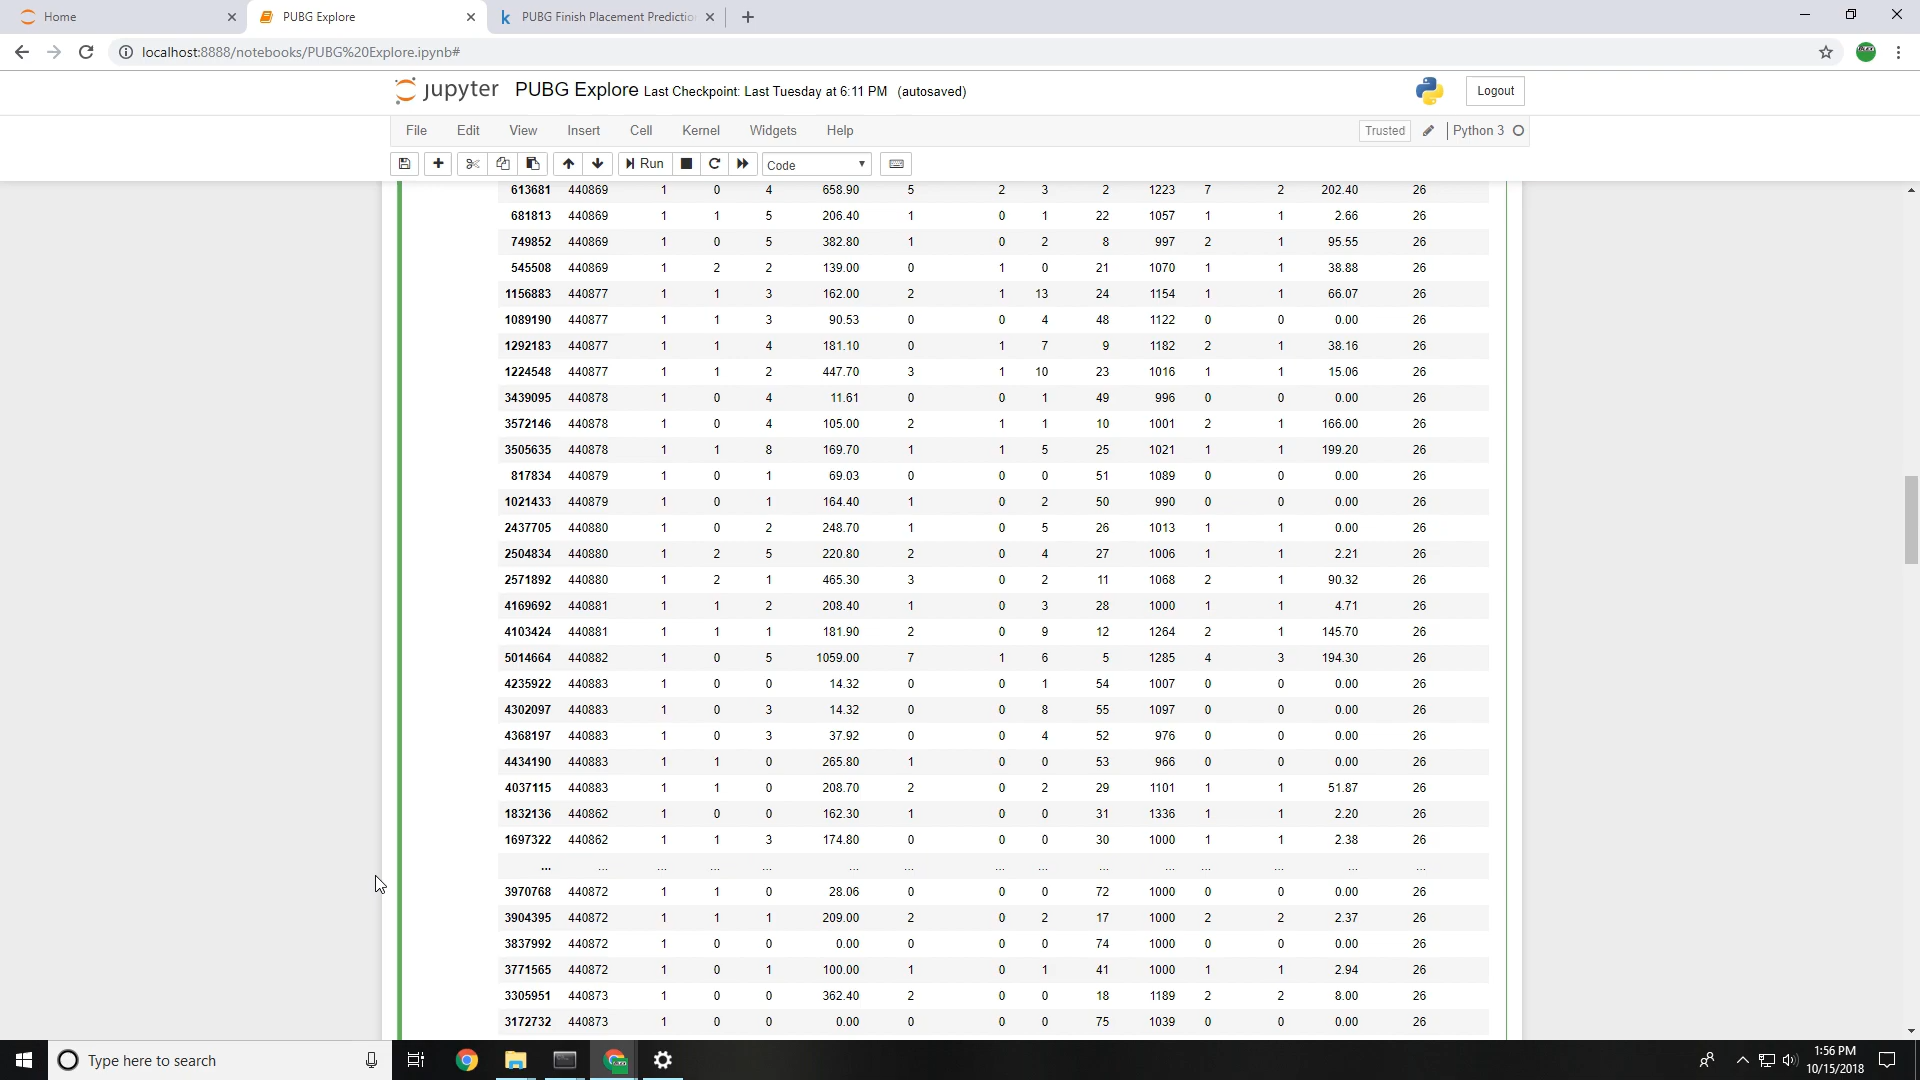 Home
PUBG Explore
PUBG Finish Placement Predictio
localhost:8888/notebooks/PUBG%20Explore.ipynb#
jupyter PUBG Explore Last Checkpoint: Last Tuesday at 6:11 PM (autosaved)
Logout
File Edit View Insert Cell Kernel Widgets Help
Trusted Python 3
Run Code
613681 440869 1 0 4 658.90 5 2 3 2 1223 7 2 202.40 26
681813 440869 1 1 5 206.40 1 0 1 22 1057 1 1 2.66 26
749852 440869 1 0 5 382.80 1 0 2 8 997 2 1 95.55 26
545508 440869 1 2 2 139.00 0 1 0 21 1070 1 1 38.88 26
1156883 440877 1 1 3 162.00 2 1 13 24 1154 1 1 66.07 26
1089190 440877 1 1 3 90.53 0 0 4 48 1122 0 0 0.00 26
1292183 440877 1 1 4 181.10 0 1 7 9 1182 2 1 38.16 26
1224548 440877 1 1 2 447.70 3 1 10 23 1016 1 1 15.06 26
3439095 440878 1 0 4 11.61 0 0 1 49 996 0 0 0.00 26
3572146 440878 1 0 4 105.00 2 1 1 10 1001 2 1 166.00 26
3505635 440878 1 1 8 169.70 1 1 5 25 1021 1 1 199.20 26
817834 440879 1 0 1 69.03 0 0 0 51 1089 0 0 0.00 26
1021433 440879 1 0 1 164.40 1 0 2 50 990 0 0 0.00 26
2437705 440880 1 0 2 248.70 1 0 5 26 1013 1 1 0.00 26
2504834 440880 1 2 5 220.80 2 0 4 27 1006 1 1 2.21 26
2571892 440880 1 2 1 465.30 3 0 2 11 1068 2 1 90.32 26
4169692 440881 1 1 2 208.40 1 0 3 28 1000 1 1 4.71 26
4103424 440881 1 1 1 181.90 2 0 9 12 1264 2 1 145.70 26
5014664 440882 1 0 5 1059.00 7 1 6 5 1285 4 3 194.30 26
4235922 440883 1 0 0 14.32 0 0 1 54 1007 0 0 0.00 26
4302097 440883 1 0 3 14.32 0 0 8 55 1097 0 0 0.00 26
4368197 440883 1 0 3 37.92 0 0 4 52 976 0 0 0.00 26
4434190 440883 1 1 0 265.80 1 0 0 53 966 0 0 0.00 26
4037115 440883 1 1 0 208.70 2 0 2 29 1101 1 1 51.87 26
1832136 440862 1 0 0 162.30 1 0 0 31 1336 1 1 2.20 26
1697322 440862 1 1 3 174.80 0 0 0 30 1000 1 1 2.38 26
... ... ... ... ... ... ... ... ... ... ... ... ... ... ...
3970768 440872 1 1 0 28.06 0 0 0 72 1000 0 0 0.00 26
3904395 440872 1 1 1 209.00 2 0 2 17 1000 2 2 2.37 26
3837992 440872 1 0 0 0.00 0 0 0 74 1000 0 0 0.00 26
3771565 440872 1 0 1 100.00 1 0 1 41 1000 1 1 2.94 26
3305951 440873 1 0 0 362.40 2 0 0 18 1189 2 2 8.00 26
3172732 440873 1 0 0 0.00 0 0 0 75 1039 0 0 0.00 26
Type here to search
1:56 PM
10/15/2018